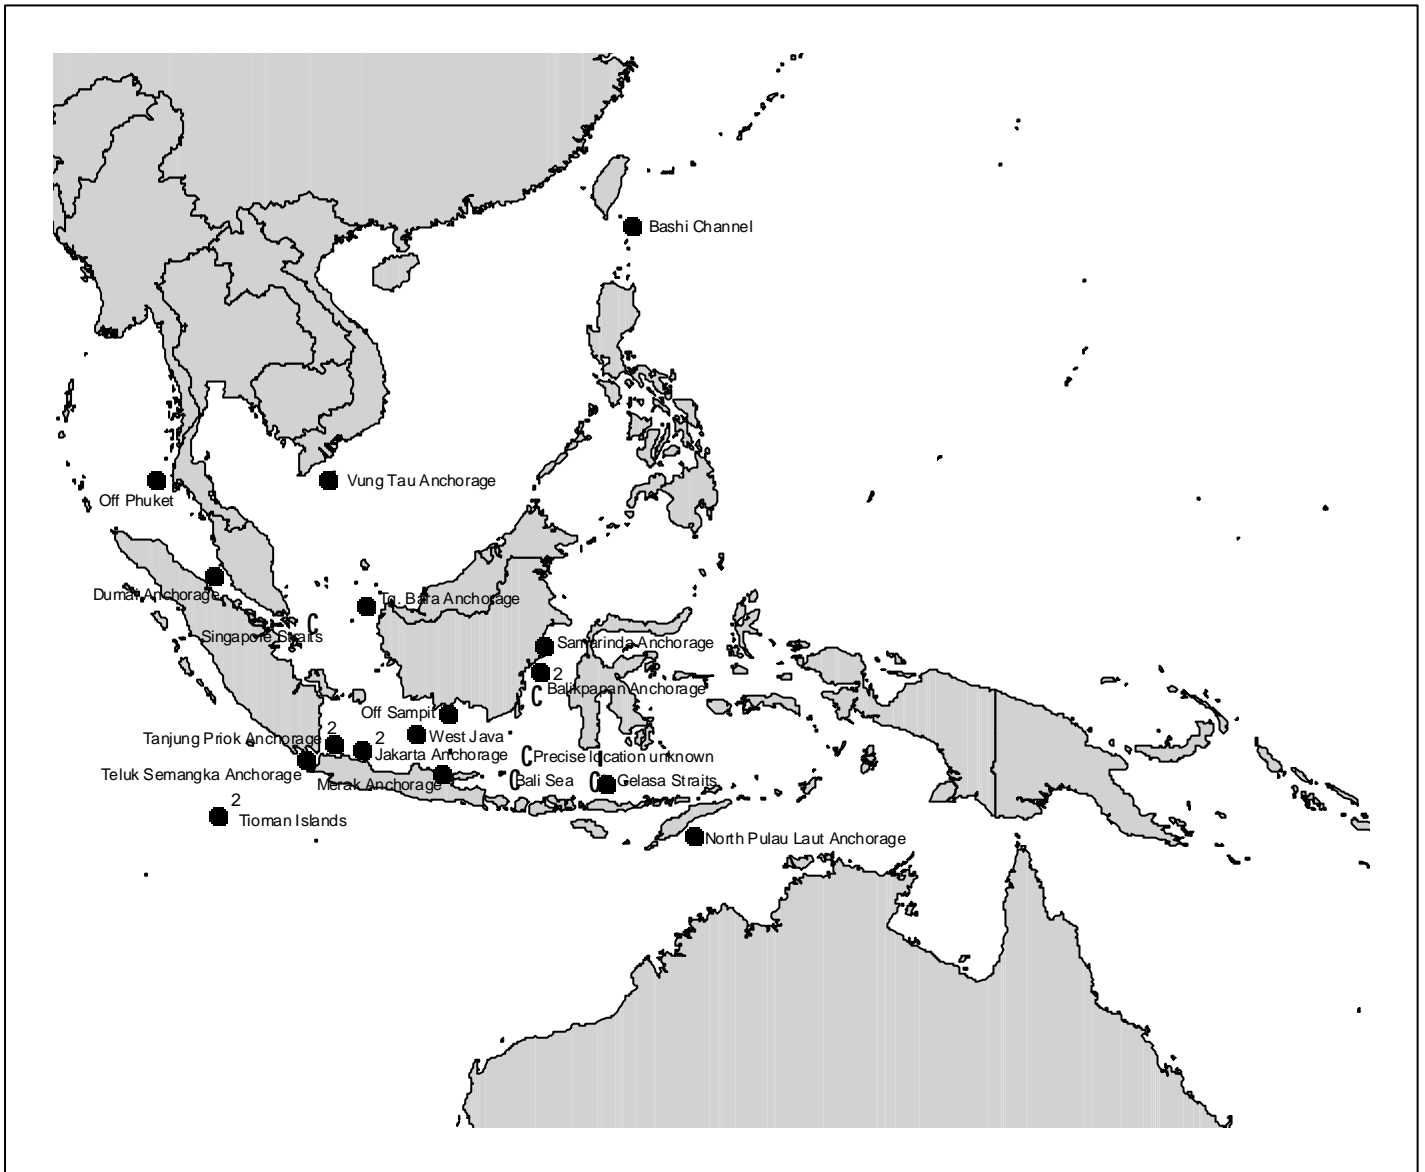 Bashi Channel
Vung Tau Anchorage
Off Phuket
Dumai Anchorage
Tg. Bara Anchorage
C
Singapore Straits
Samarinda Anchorage
2
Balikpapan Anchorage
C
Off Sampit
2
Tanjung Priok Anchorage
2
West Java
Jakarta Anchorage
C
Precise location unknown
Teluk Semangka Anchorage
Merak Anchorage
C
Bali Sea
C
Gelasa Straits
2
Tioman Islands
North Pulau Laut Anchorage